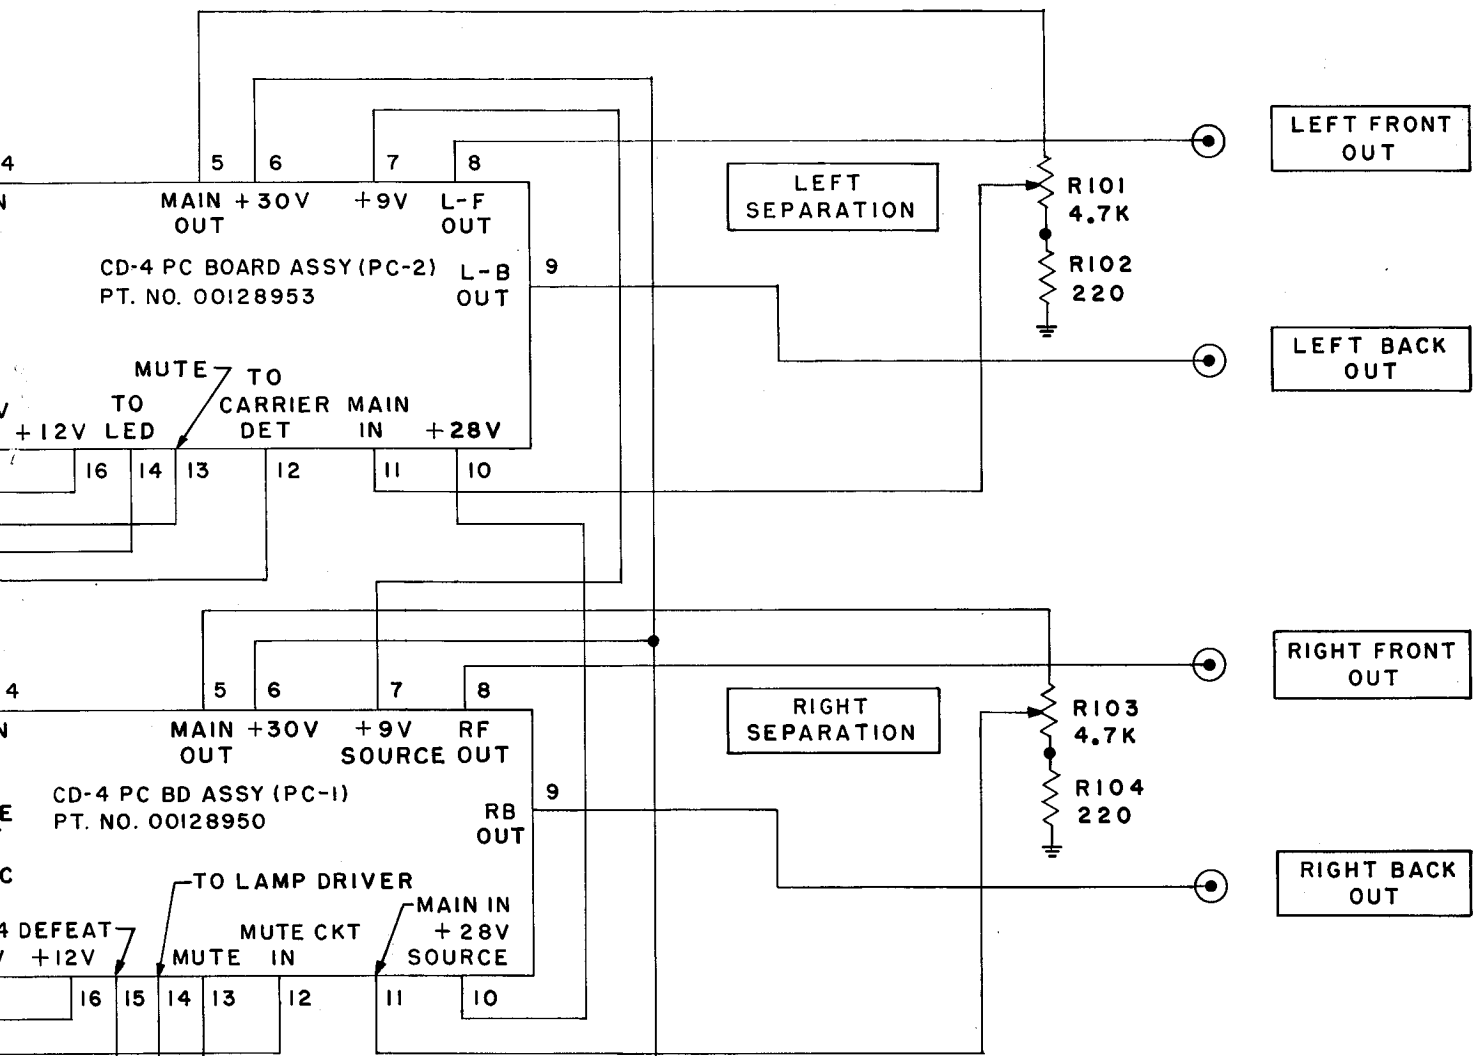 LEFT FRONT
OUT
4
5
6
7
8
N
MAIN
OUT
+30V
+9V
L-F
OUT
LEFT
SEPARATION
R101
4.7K
CD-4 PC BOARD ASSY (PC-2)
PT. NO. 00128953
L-B
OUT
9
R102
220
LEFT BACK
OUT
MUTE
TO
CARRIER
DET
TO
LED
MAIN
IN
V
+12V
+28V
16
14
13
12
11
10
4
5
6
7
8
N
MAIN
OUT
+30V
+9V
SOURCE
RF
OUT
RIGHT
SEPARATION
R103
4.7K
RIGHT FRONT
OUT
CD-4 PC BD ASSY (PC-1)
PT. NO. 00128950
E
RB
OUT
9
R104
220
C
TO LAMP DRIVER
MAIN IN
RIGHT BACK
OUT
4 DEFEAT
MUTE CKT
IN
+28V
SOURCE
V
+12V
MUTE
16
15
14
13
12
11
10